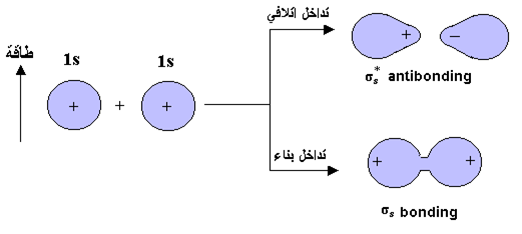 طاقة
1s
1s
+
+
+
تداخل إتلافي
+
−
σs* antibonding
تداخل بناء
+
+
σs bonding